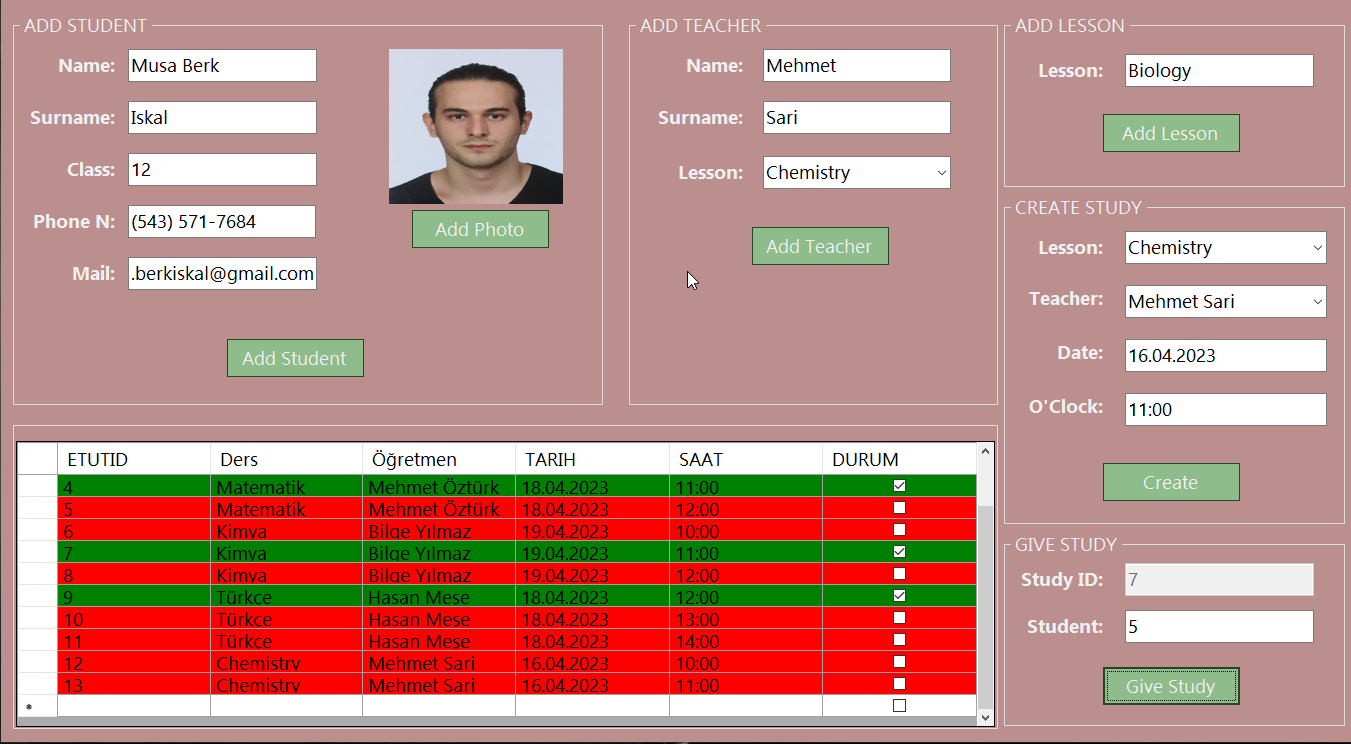 ADD STUDENT
Name: Musa Berk
Surname: Iskal
Class: 12
Phone N: (543) 571-7684
Mail: .berkiskal@gmail.com
Add Photo
Add Student
ADD TEACHER
Name: Mehmet
Surname: Sari
Lesson: Chemistry
Add Teacher
ADD LESSON
Lesson: Biology
Add Lesson
CREATE STUDY
Lesson: Chemistry
Teacher: Mehmet Sari
Date: 16.04.2023
O'Clock: 11:00
Create
GIVE STUDY
Study ID: 7
Student: 5
Give Study
ETUTID Ders Öğretmen TARIH SAAT DURUM
4 Matematik Mehmet Öztürk 18.04.2023 11:00
5 Matematik Mehmet Öztürk 18.04.2023 12:00
6 Kimya Bilge Yılmaz 19.04.2023 10:00
7 Kimya Bilge Yılmaz 19.04.2023 11:00
8 Kimya Bilge Yılmaz 19.04.2023 12:00
9 Türkçe Hasan Meşe 18.04.2023 12:00
10 Türkçe Hasan Meşe 18.04.2023 13:00
11 Türkçe Hasan Meşe 18.04.2023 14:00
12 Chemistry Mehmet Sari 16.04.2023 10:00
13 Chemistry Mehmet Sari 16.04.2023 11:00